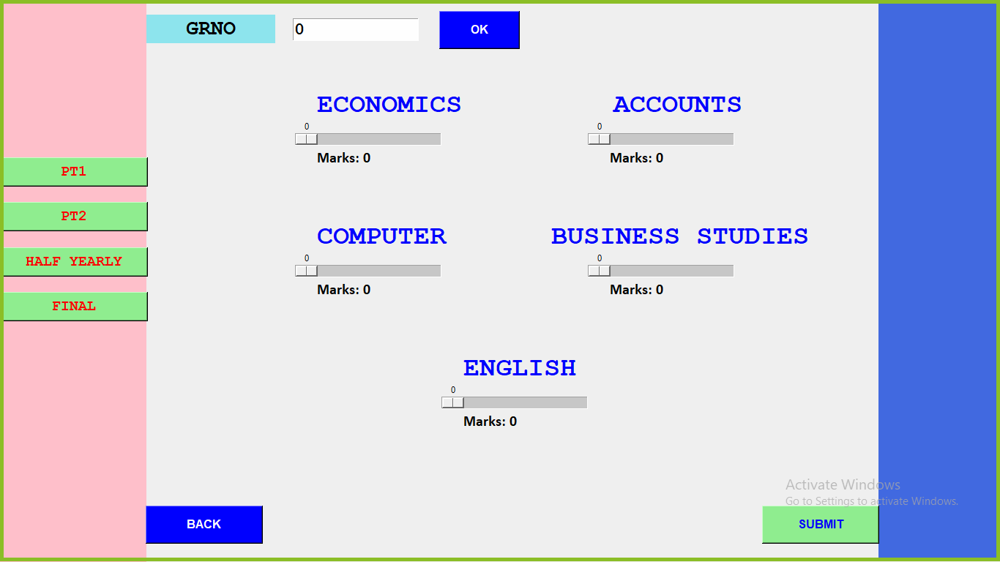 GRNO 0 OK
ECONOMICS ACCOUNTS
0 0
Marks: 0 Marks: 0
PT1
PT2
COMPUTER BUSINESS STUDIES
0 0
HALF YEARLY
Marks: 0 Marks: 0
FINAL
ENGLISH
0
Marks: 0
Activate Windows
Go to Settings to activate Windows.
BACK SUBMIT